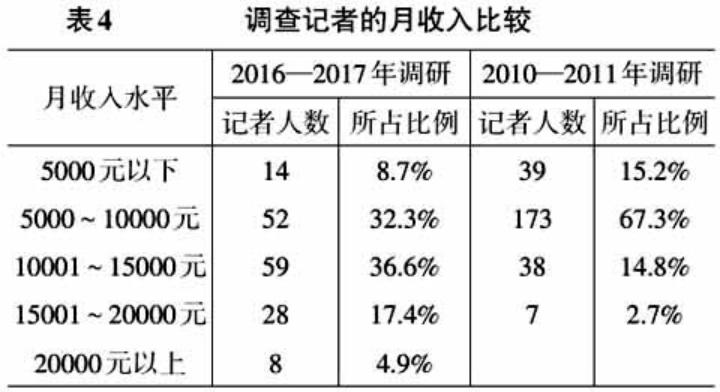 表4 调查记者的月收入比较
月收入水平 2016—2017年调研 2010—2011年调研
记者人数 所占比例 记者人数 所占比例
5000元以下 14 8.7% 39 15.2%
5000~10000元 52 32.3% 173 67.3%
10001~15000元 59 36.6% 38 14.8%
15001~20000元 28 17.4% 7 2.7%
20000元以上 8 4.9%